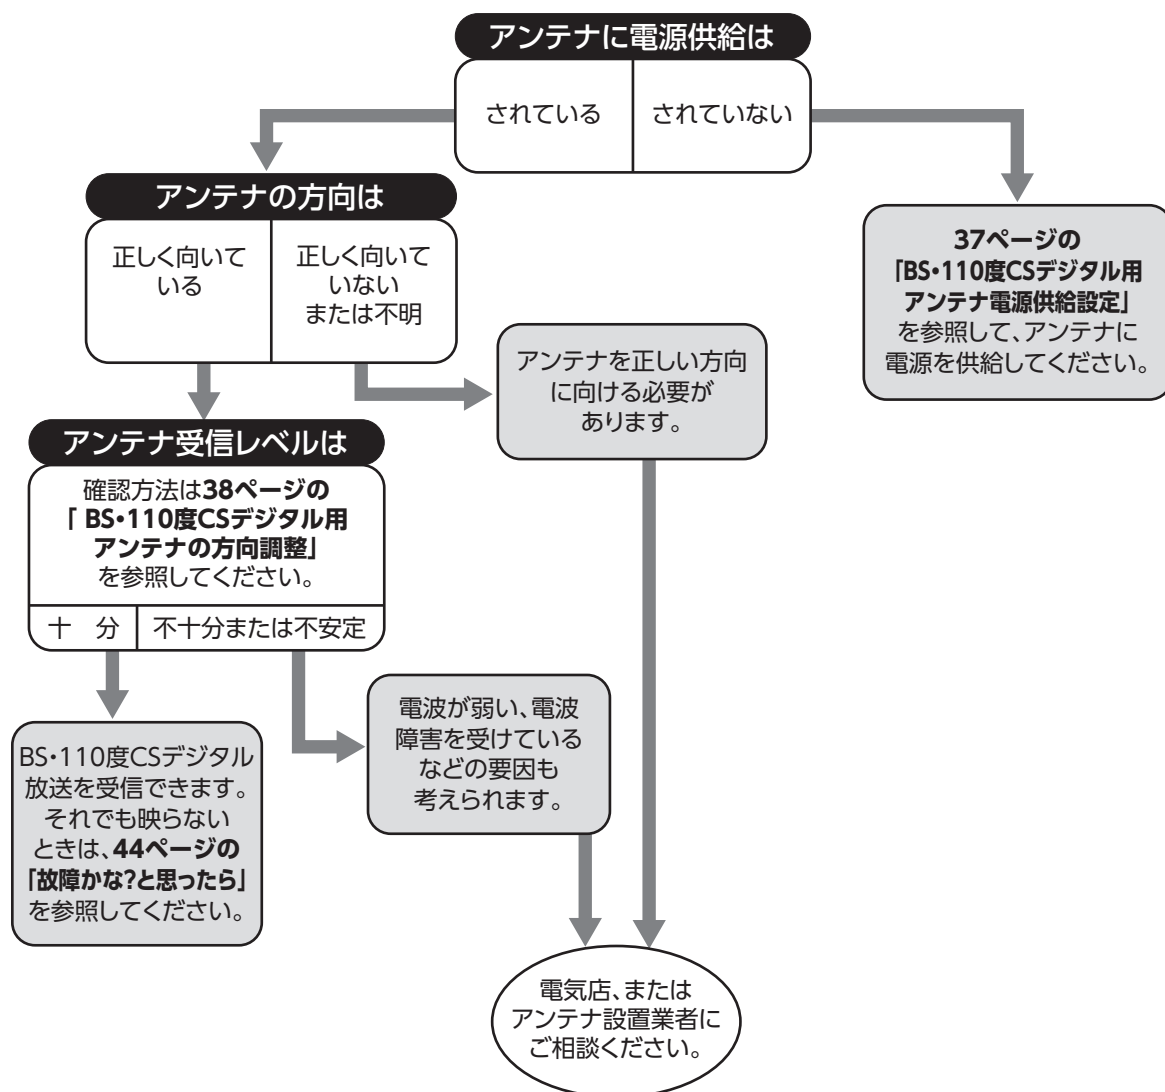 アンテナに電源供給は
されている
されていない
アンテナの方向は
正しく向いて
いる
正しく向いて
いない
または不明
37ページの
「BS・110度CSデジタル用
アンテナ電源供給設定」
を参照して、アンテナに
電源を供給してください。
アンテナを正しい方向
に向ける必要が
あります。
アンテナ受信レベルは
確認方法は38ページの
「 BS・110度CSデジタル用
アンテナの方向調整」
を参照してください。
十　分
不十分または不安定
BS・110度CSデジタル
放送を受信できます。
それでも映らない
ときは、44ページの
「故障かな?と思ったら」
を参照してください。
電波が弱い、電波
障害を受けている
などの要因も
考えられます。
電気店、または
アンテナ設置業者に
ご相談ください。